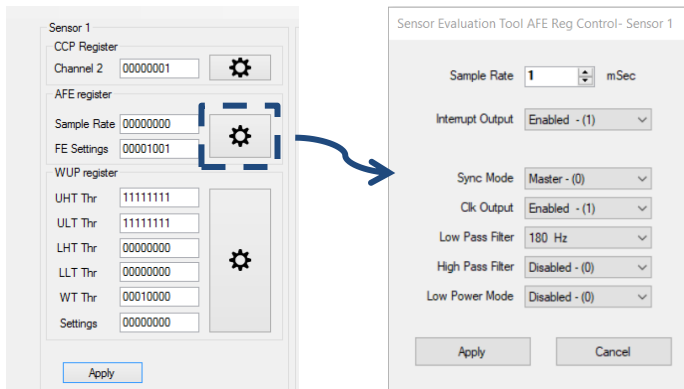 Sensor 1
CCP Register
Channel 2 00000001
AFE register
Sample Rate 00000000
FE Settings 00001001
WUP register
UHT Thr 11111111
ULT Thr 11111111
LHT Thr 00000000
LLT Thr 00000000
WT Thr 00010000
Settings 00000000
Apply
Sensor Evaluation Tool AFE Reg Control- Sensor 1
Sample Rate 1 mSec
Interrupt Output Enabled - (1)
Sync Mode Master - (0)
Clk Output Enabled - (1)
Low Pass Filter 180 Hz
High Pass Filter Disabled - (0)
Low Power Mode Disabled - (0)
Apply Cancel